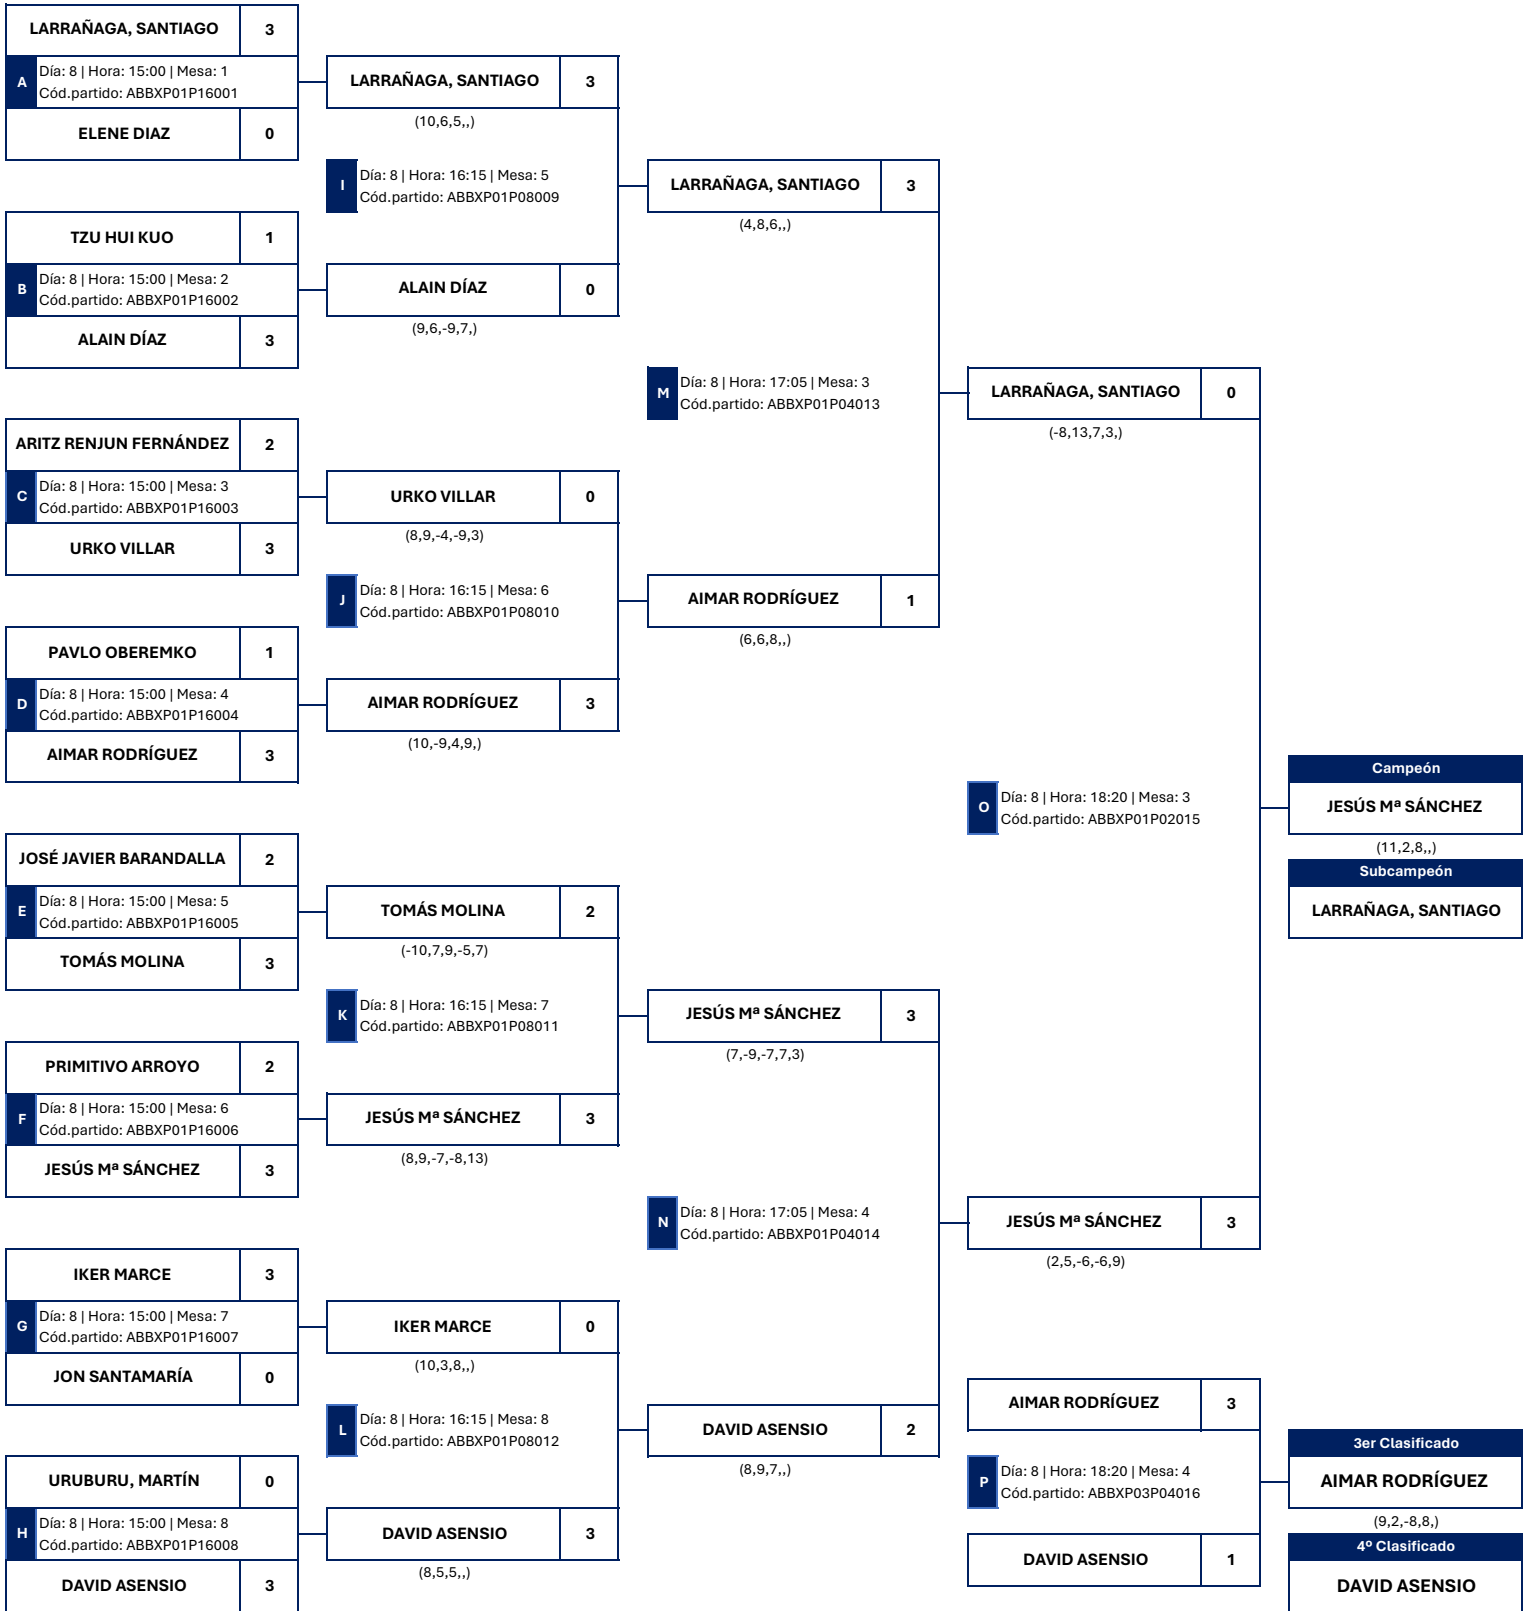 LARRAÑAGA, SANTIAGO 3
A Día: 8 | Hora: 15:00 | Mesa: 1
Cód.partido: ABBXP01P16001
ELENE DIAZ 0
TZU HUI KUO 1
B Día: 8 | Hora: 15:00 | Mesa: 2
Cód.partido: ABBXP01P16002
ALAIN DÍAZ 3
ARITZ RENJUN FERNÁNDEZ 2
C Día: 8 | Hora: 15:00 | Mesa: 3
Cód.partido: ABBXP01P16003
URKO VILLAR 3
PAVLO OBEREMKO 1
D Día: 8 | Hora: 15:00 | Mesa: 4
Cód.partido: ABBXP01P16004
AIMAR RODRÍGUEZ 3
JOSÉ JAVIER BARANDALLA 2
E Día: 8 | Hora: 15:00 | Mesa: 5
Cód.partido: ABBXP01P16005
TOMÁS MOLINA 3
PRIMITIVO ARROYO 2
F Día: 8 | Hora: 15:00 | Mesa: 6
Cód.partido: ABBXP01P16006
JESÚS Mª SÁNCHEZ 3
IKER MARCE 3
G Día: 8 | Hora: 15:00 | Mesa: 7
Cód.partido: ABBXP01P16007
JON SANTAMARÍA 0
URUBURU, MARTÍN 0
H Día: 8 | Hora: 15:00 | Mesa: 8
Cód.partido: ABBXP01P16008
DAVID ASENSIO 3
LARRAÑAGA, SANTIAGO 3
(10,6,5,,)
I Día: 8 | Hora: 16:15 | Mesa: 5
Cód.partido: ABBXP01P08009
ALAIN DÍAZ 0
(9,6,-9,7,)
URKO VILLAR 0
(8,9,-4,-9,3)
J Día: 8 | Hora: 16:15 | Mesa: 6
Cód.partido: ABBXP01P08010
AIMAR RODRÍGUEZ 3
(10,-9,4,9,)
TOMÁS MOLINA 2
(-10,7,9,-5,7)
K Día: 8 | Hora: 16:15 | Mesa: 7
Cód.partido: ABBXP01P08011
JESÚS Mª SÁNCHEZ 3
(8,9,-7,-8,13)
IKER MARCE 0
(10,3,8,,)
L Día: 8 | Hora: 16:15 | Mesa: 8
Cód.partido: ABBXP01P08012
DAVID ASENSIO 3
(8,5,5,,)
LARRAÑAGA, SANTIAGO 3
(4,8,6,,)
M Día: 8 | Hora: 17:05 | Mesa: 3
Cód.partido: ABBXP01P04013
AIMAR RODRÍGUEZ 1
(6,6,8,,)
JESÚS Mª SÁNCHEZ 3
(7,-9,-7,7,3)
N Día: 8 | Hora: 17:05 | Mesa: 4
Cód.partido: ABBXP01P04014
DAVID ASENSIO 2
(8,9,7,,)
LARRAÑAGA, SANTIAGO 0
(-8,13,7,3,)
O Día: 8 | Hora: 18:20 | Mesa: 3
Cód.partido: ABBXP01P02015
JESÚS Mª SÁNCHEZ 3
(2,5,-6,-6,9)
AIMAR RODRÍGUEZ 3
P Día: 8 | Hora: 18:20 | Mesa: 4
Cód.partido: ABBXP03P04016
DAVID ASENSIO 1
Campeón
JESÚS Mª SÁNCHEZ
(11,2,8,,)
Subcampeón
LARRAÑAGA, SANTIAGO
3er Clasificado
AIMAR RODRÍGUEZ
(9,2,-8,8,)
4º Clasificado
DAVID ASENSIO